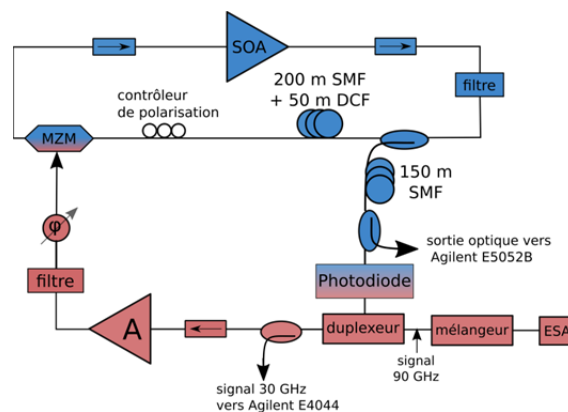 SOA
filtre
contrôleur
de polarisation
200 m SMF
+ 50 m DCF
MZM
150 m
SMF
φ
sortie optique vers
Agilent E5052B
Photodiode
filtre
A
duplexeur
mélangeur
ESA
signal
90 GHz
signal 30 GHz
vers Agilent E4044